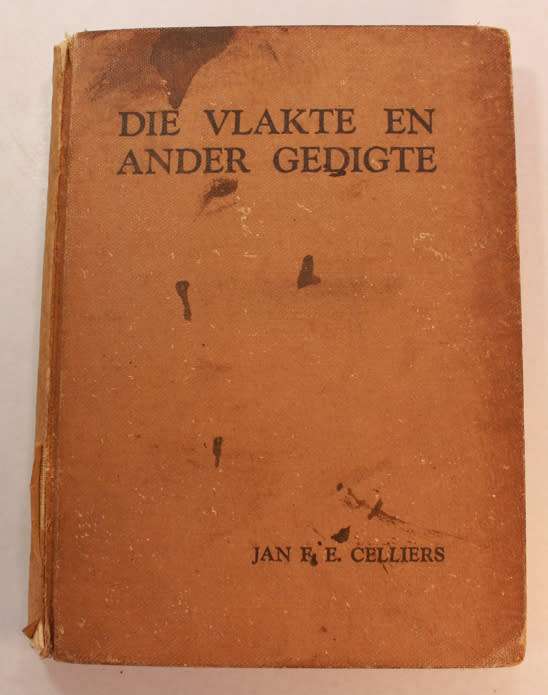 DIE VLAKTE EN
ANDER GEDIGTE
JAN F. E. CELLIERS